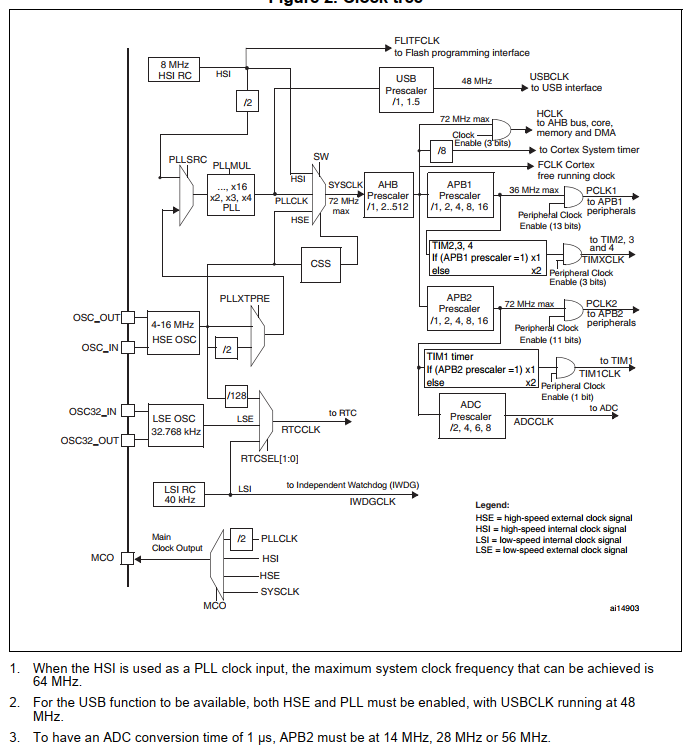 Figure 2. Clock tree
FLITFCLK
to Flash programming interface
8 MHz
HSI RC
HSI
/2
USB
Prescaler
/1, 1.5
48 MHz
USBCLK
to USB interface
72 MHz max
HCLK
to AHB bus, core,
memory and DMA
Clock
Enable (3 bits)
/8
to Cortex System timer
FCLK Cortex
free running clock
PLLSRC
PLLMUL
..., x16
x2, x3, x4
PLL
SW
HSI
PLLCLK
HSE
SYSCLK
72 MHz
max
AHB
Prescaler
/1, 2..512
APB1
Prescaler
/1, 2, 4, 8, 16
36 MHz max
PCLK1
to APB1
peripherals
Peripheral Clock
Enable (13 bits)
TIM2,3, 4
If (APB1 prescaler =1) x1
else x2
to TIM2, 3
and 4
TIMXCLK
Peripheral Clock
Enable (3 bits)
CSS
PLLXTPRE
OSC_OUT
OSC_IN
4-16 MHz
HSE OSC
/2
APB2
Prescaler
/1, 2, 4, 8, 16
72 MHz max
PCLK2
to APB2
peripherals
Peripheral Clock
Enable (11 bits)
TIM1 timer
If (APB2 prescaler =1) x1
else x2
to TIM1
TIM1CLK
Peripheral Clock
Enable (1 bit)
/128
OSC32_IN
OSC32_OUT
LSE OSC
32.768 kHz
LSE
to RTC
RTCCLK
RTCSEL[1:0]
ADC
Prescaler
/2, 4, 6, 8
to ADC
ADCCLK
LSI RC
40 kHz
LSI
to Independent Watchdog (IWDG)
IWDGCLK
Legend:
HSE = high-speed external clock signal
HSI = high-speed internal clock signal
LSI = low-speed internal clock signal
LSE = low-speed external clock signal
Main
Clock Output
MCO
/2
PLLCLK
HSI
HSE
SYSCLK
MCO
ai14903
1. When the HSI is used as a PLL clock input, the maximum system clock frequency that can be achieved is
64 MHz.
2. For the USB function to be available, both HSE and PLL must be enabled, with USBCLK running at 48
MHz.
3. To have an ADC conversion time of 1 µs, APB2 must be at 14 MHz, 28 MHz or 56 MHz.